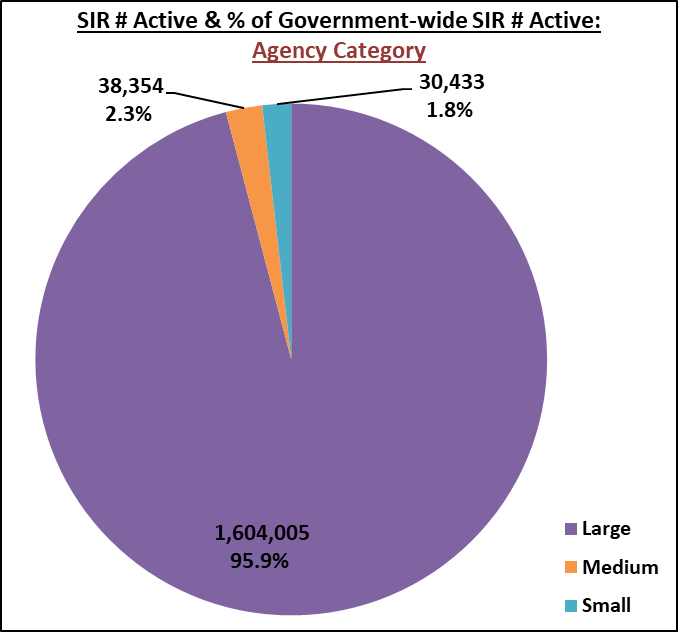 SIR # Active & % of Government-wide SIR # Active:
Agency Category
38,354
2.3%
30,433
1.8%
1,604,005
95.9%
Large
Medium
Small